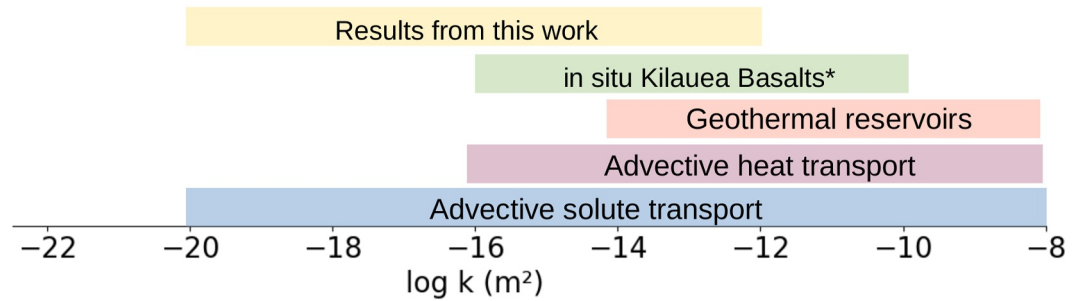 Results from this work
in situ Kilauea Basalts*
Geothermal reservoirs
Advective heat transport
Advective solute transport
−22 −20 −18 −16 −14 −12 −10 −8
log k (m²)